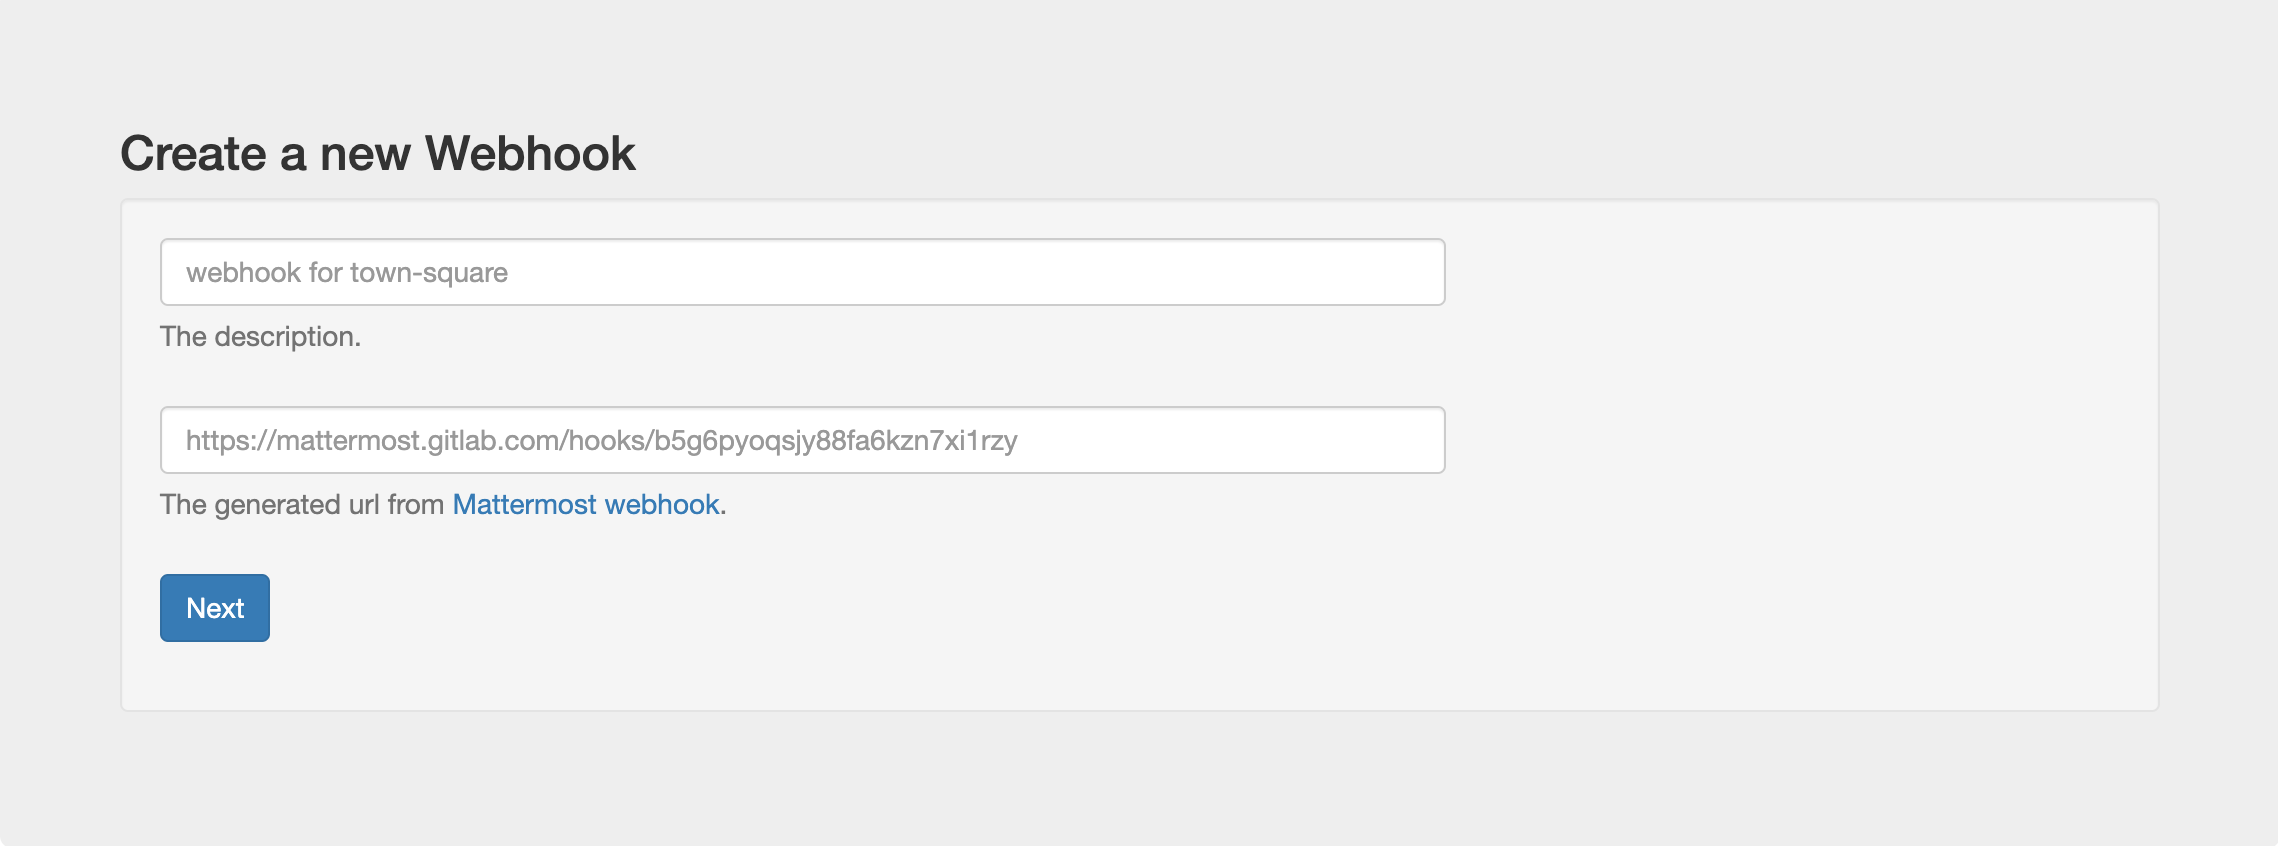 Create a new Webhook
webhook for town-square
The description.
https://mattermost.gitlab.com/hooks/b5g6pyoqsjy88fa6kzn7xi1rzy
The generated url from Mattermost webhook.
Next